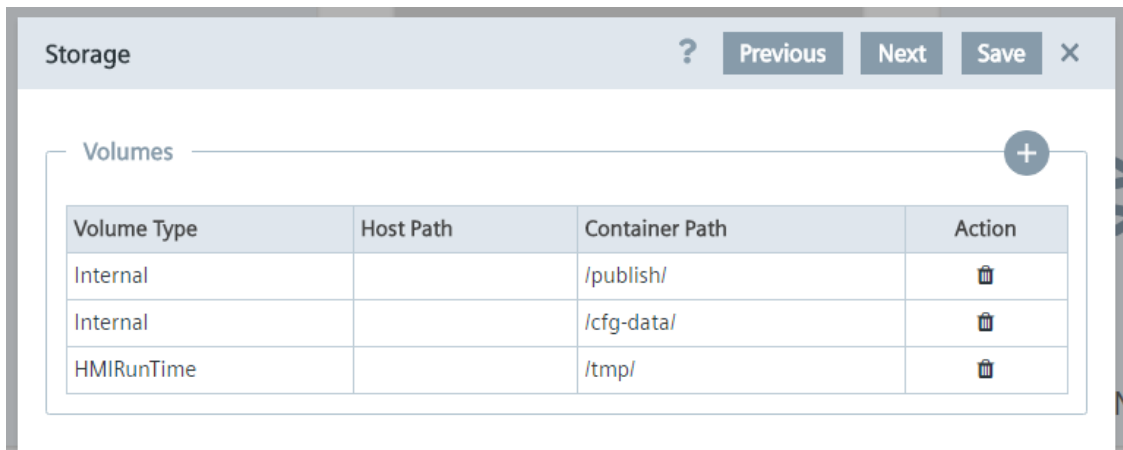 Storage ? Previous Next Save ×
Volumes +
Volume Type Host Path Container Path Action
Internal /publish/
Internal /cfg-data/
HMIRunTime /tmp/